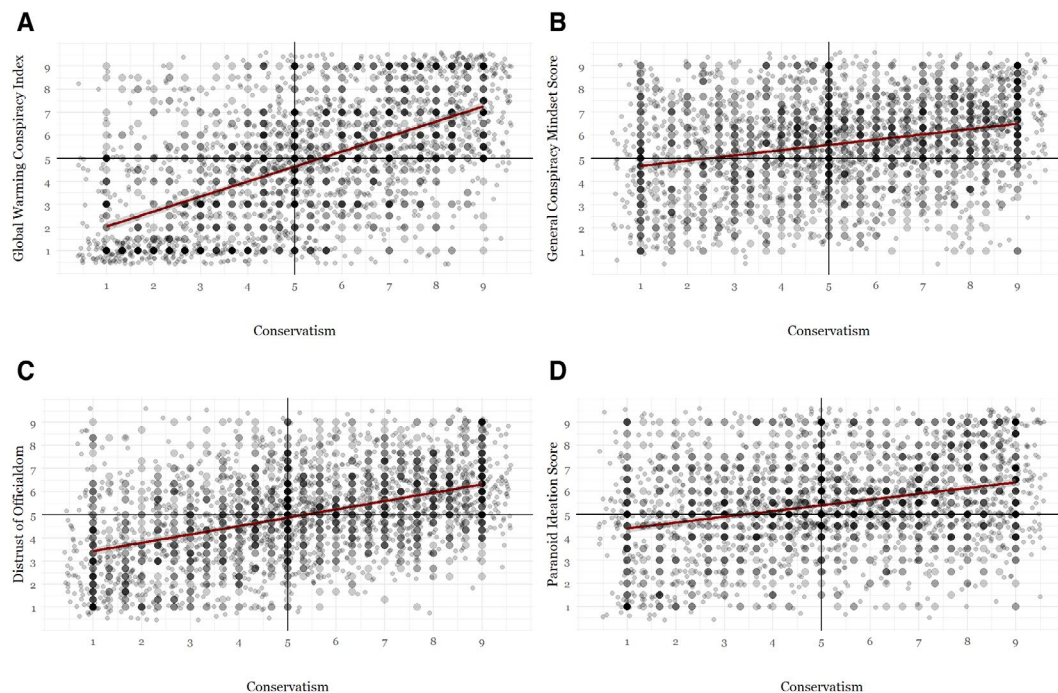 A
Global Warming Conspiracy Index
9
8
7
6
5
4
3
2
1
1 2 3 4 5 6 7 8 9
Conservatism
B
General Conspiracy Mindset Score
9
8
7
6
5
4
3
2
1
1 2 3 4 5 6 7 8 9
Conservatism
C
Distrust of Officialdom
9
8
7
6
5
4
3
2
1
1 2 3 4 5 6 7 8 9
Conservatism
D
Paranoid Ideation Score
9
8
7
6
5
4
3
2
1
1 2 3 4 5 6 7 8 9
Conservatism